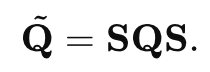 Q̃ = SQS.